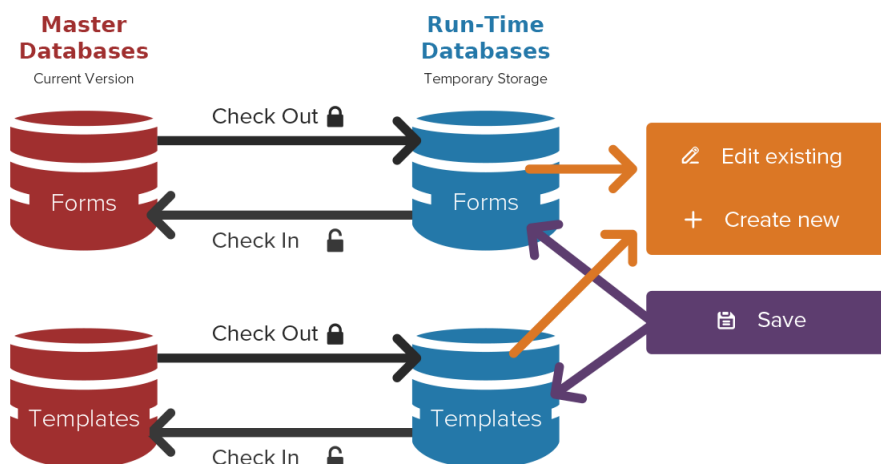 Master
Databases
Current Version
Run-Time
Databases
Temporary Storage
Check Out
Forms
Forms
Check In
Edit existing
Create new
Save
Check Out
Templates
Templates
Check In